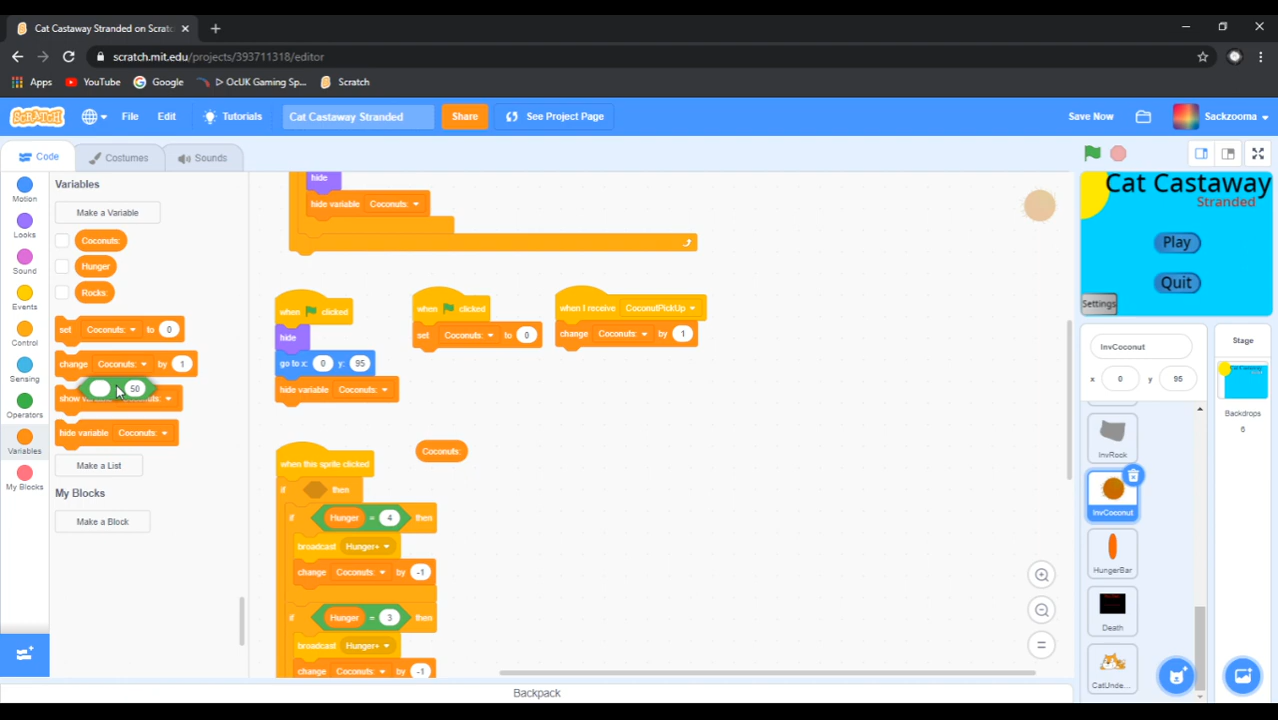 Cat Castaway Stranded on Scratc
scratch.mit.edu/projects/393711318/editor
Apps YouTube Google ▷ OcUK Gaming Sp... Scratch
SCRATCH File Edit Tutorials Cat Castaway Stranded Share See Project Page Save Now Sackzooma
Code Costumes Sounds
Motion
Looks
Sound
Events
Control
Sensing
Operators
Variables
My Blocks
Variables
Make a Variable
Coconuts:
Hunger
Rocks:
set Coconuts: to 0
change Coconuts: by 1
50
hide variable Coconuts:
Make a List
My Blocks
Make a Block
hide
hide variable Coconuts:
when clicked
hide
go to x: 0 y: 95
hide variable Coconuts:
when clicked
set Coconuts: to 0
when I receive CoconutPickUp
change Coconuts: by 1
when this sprite clicked
if then
if Hunger = 4 then
broadcast Hunger+
change Coconuts: by -1
if Hunger = 3 then
broadcast Hunger+
change Coconuts: by -1
Coconuts:
Backpack
Cat Castaway
Stranded
Play
Quit
Settings
InvCoconut
x 0 y 95
InvRook
InvCoconut
HungerBar
Death
CatUnde...
Stage
Backdrops
6